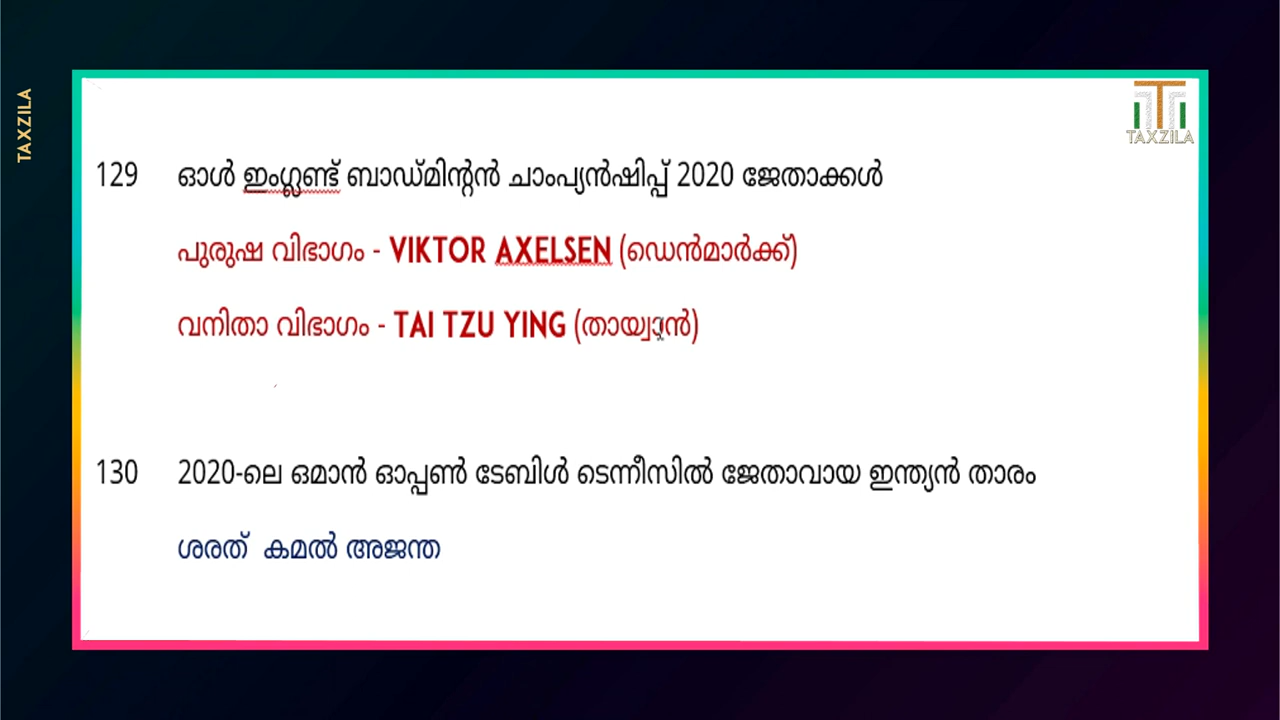 TAXZILA
TAXZILA
129 ഓൾ ഇംഗ്ലണ്ട് ബാഡ്മിന്റൻ ചാംപ്യൻഷിപ്പ് 2020 ജേതാക്കൾ
പുരുഷ വിഭാഗം - VIKTOR AXELSEN (ഡെൻമാർക്ക്)
വനിതാ വിഭാഗം - TAI TZU YING (തായ്വാൻ)
130 2020-ലെ ഒമാൻ ഓപ്പൺ ടേബിൾ ടെന്നീസിൽ ജേതാവായ ഇന്ത്യൻ താരം
ശരത് കമൽ അജന്ത